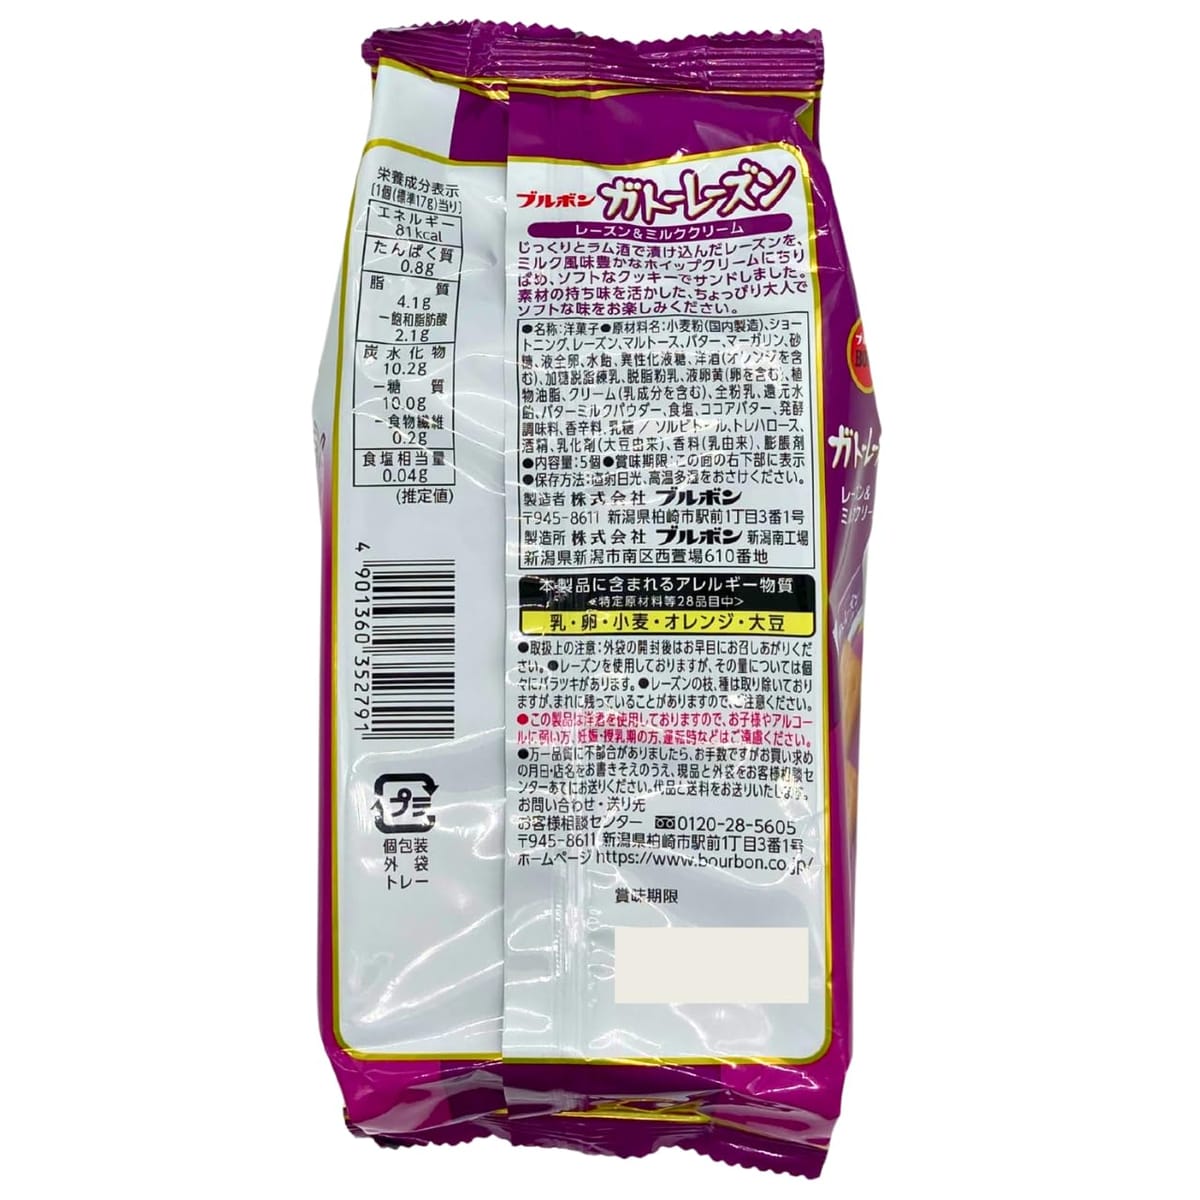 栄養成分表示
[1個(標準17g)当り]
エネルギー
81kcal
たんぱく質
0.8g
脂質
4.1g
－飽和脂肪酸
2.1g
炭水化物
10.2g
－糖質
10.0g
－食物繊維
0.2g
食塩相当量
0.04g
(推定値)
4 901360 352791
プラ
個包装
外袋
トレー
ブルボン ガトーレーズン
レーズン&ミルククリーム
じっくりとラム酒で漬け込んだレーズンを、
ミルク風味豊かなホイップクリームにちり
ばめ、ソフトなクッキーでサンドしました。
素材の持ち味を活かした、ちょっぴり大人で
ソフトな味をお楽しみください。
●名称:洋菓子●原材料名:小麦粉(国内製造)、ショー
トニング、レーズン、マルトース、バター、マーガリン、砂
糖、液全卵、水飴、異性化液糖、洋酒(オレンジを含
む)、加糖脱脂練乳、脱脂粉乳、液卵黄(卵を含む)、植
物油脂、クリーム(乳成分を含む)、全粉乳、還元水
飴、バターミルクパウダー、食塩、ココアバター、発酵
調味料、香辛料、乳糖／ソルビトール、トレハロース、
酒精、乳化剤(大豆由来)、香料(乳由来)、膨脹剤
●内容量:5個●賞味期限:この面の右下部に表示
●保存方法:直射日光、高温多湿をおさけください。
製造者 株式会社 ブルボン
〒945-8611 新潟県柏崎市駅前1丁目3番1号
製造所 株式会社 ブルボン 新潟南工場
新潟県新潟市南区西萱場610番地
本製品に含まれるアレルギー物質
≪特定原材料等28品目中≫
乳・卵・小麦・オレンジ・大豆
●取扱上の注意:外袋の開封後はお早目にお召しあがりくだ
さい。●レーズンを使用しておりますが、その量については個
々にバラツキがあります。●レーズンの枝、種は取り除いており
ますが、まれに残っていることがありますので、ご注意ください。
●この製品は洋酒を使用しておりますので、お子様やアルコー
ルに弱い方、妊娠・授乳期の方、運転時などはご遠慮ください。
●万一品質に不都合がありましたら、お手数ですがお買い求め
の月日・店名をお書きそえのうえ、現品と外袋をお客様相談セ
ンターあてにお送りください。代品と送料をお送りいたします。
お問い合わせ・送り先
お客様相談センター 0120-28-5605
〒945-8611 新潟県柏崎市駅前1丁目3番1号
ホームページ https://www.bourbon.co.jp/
賞味期限
ガトーレー
レーズン&
ミルククリー